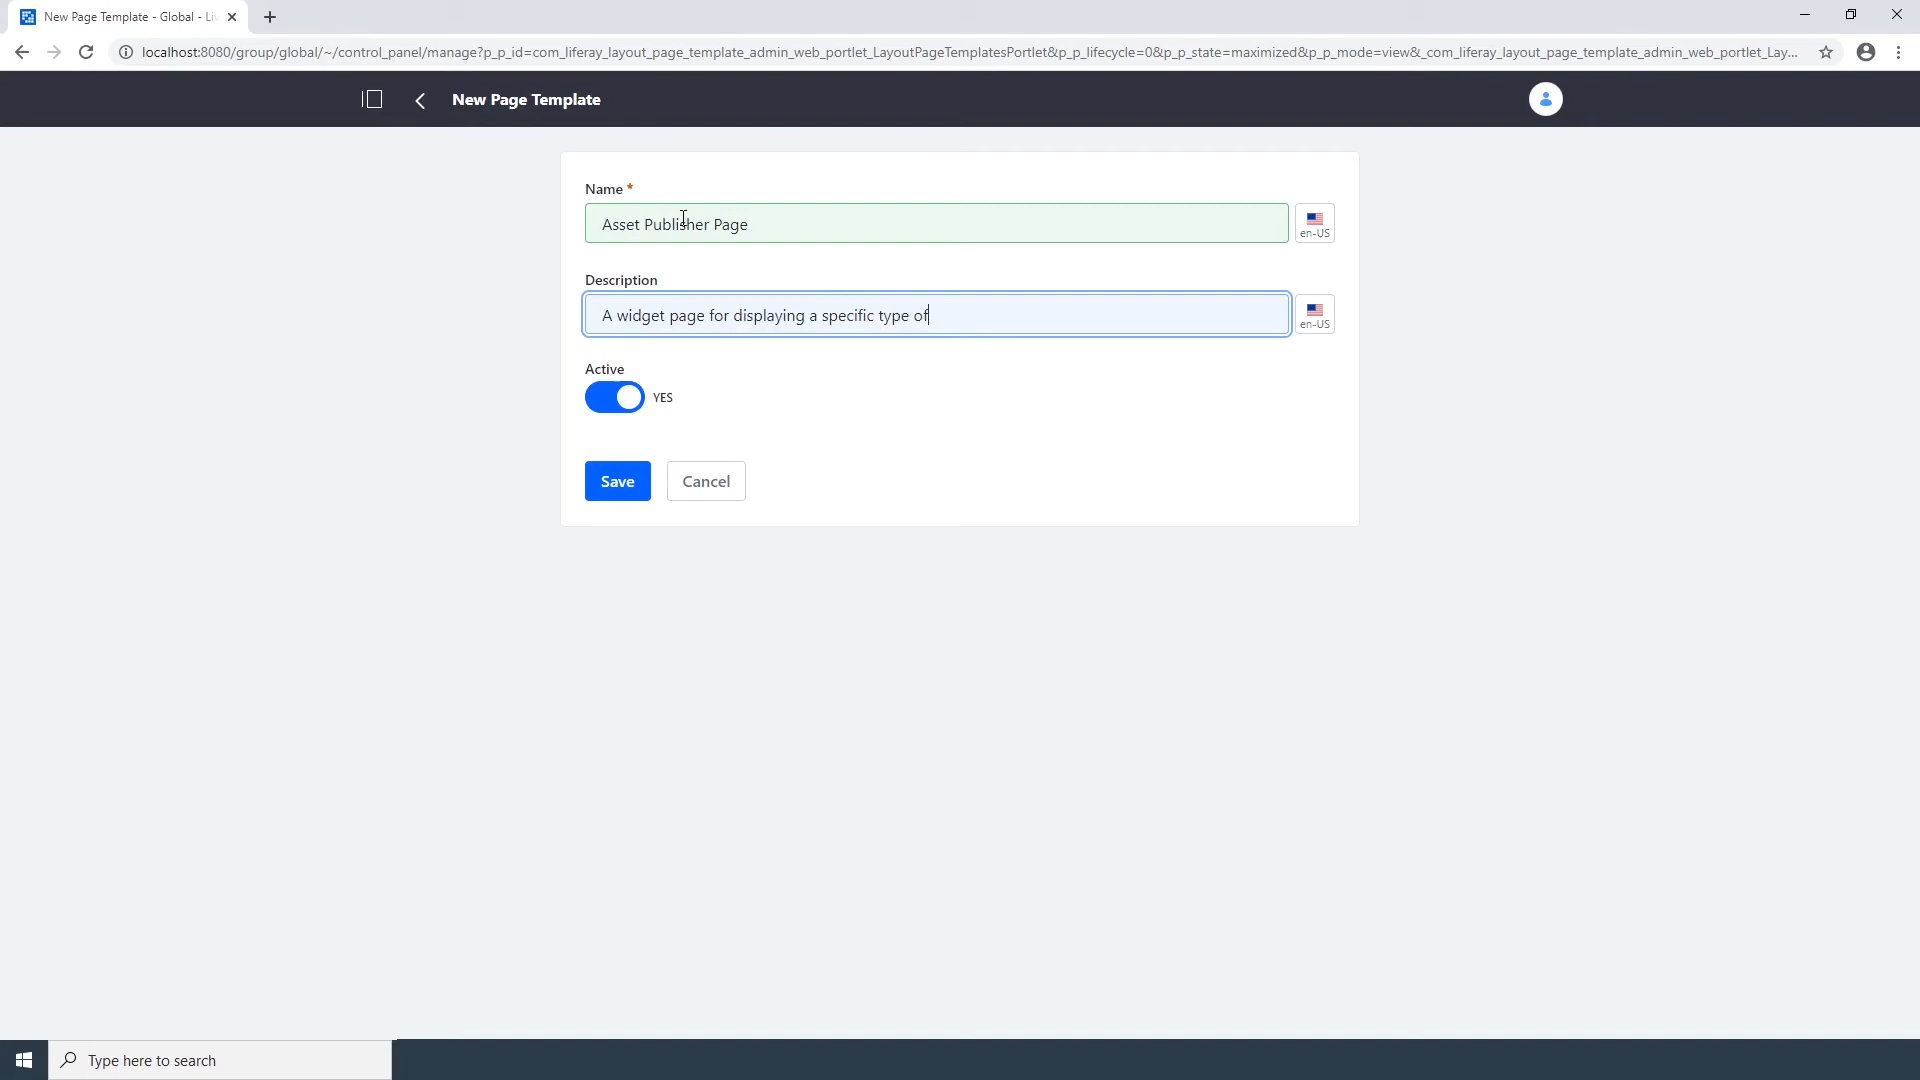 New Page Template - Global - Li
localhost:8080/group/global/~/control_panel/manage?p_p_id=com_liferay_layout_page_template_admin_web_portlet_LayoutPageTemplatesPortlet&p_p_lifecycle=0&p_p_state=maximized&p_p_mode=view&_com_liferay_layout_page_template_admin_web_portlet_Lay...
New Page Template
Name *
Asset Publisher Page
en-US
Description
A widget page for displaying a specific type of
en-US
Active
YES
Save
Cancel
Type here to search